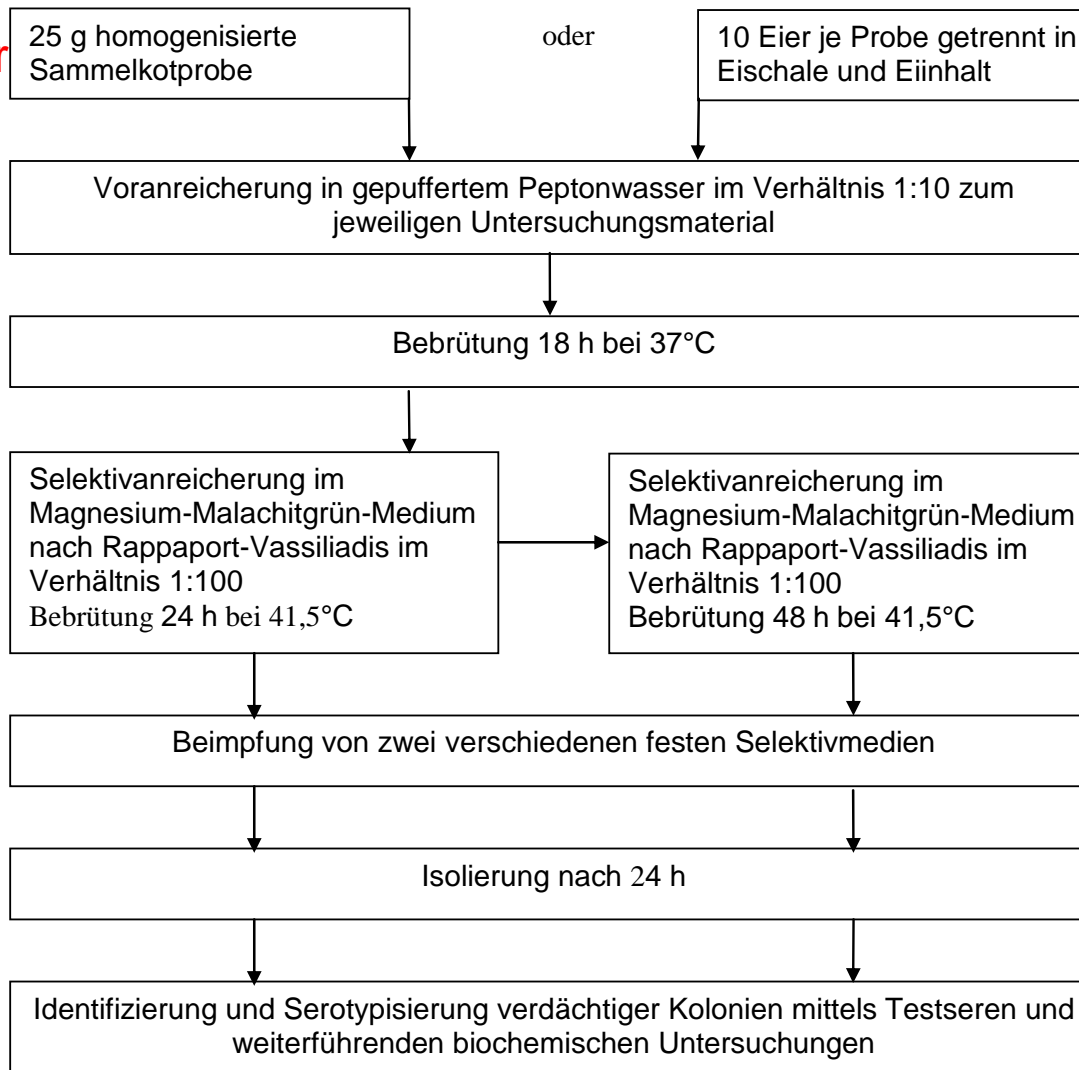 r
25 g homogenisierte
Sammelkotprobe
oder
10 Eier je Probe getrennt in
Eischale und Eiinhalt
Voranreicherung in gepuffertem Peptonwasser im Verhältnis 1:10 zum
jeweiligen Untersuchungsmaterial
Bebrütung 18 h bei 37°C
Selektivanreicherung im
Magnesium-Malachitgrün-Medium
nach Rappaport-Vassiliadis im
Verhältnis 1:100
Bebrütung 24 h bei 41,5°C
Selektivanreicherung im
Magnesium-Malachitgrün-Medium
nach Rappaport-Vassiliadis im
Verhältnis 1:100
Bebrütung 48 h bei 41,5°C
Beimpfung von zwei verschiedenen festen Selektivmedien
Isolierung nach 24 h
Identifizierung und Serotypisierung verdächtiger Kolonien mittels Testseren und
weiterführenden biochemischen Untersuchungen